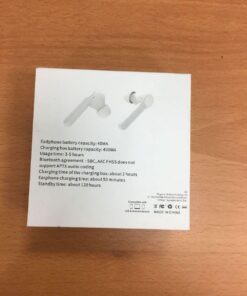 Earphone battery capacity: 40MA
Charging box battery capacity: 400MA
Usage time: 3-5 hours
Bluetooth agreement : SBC, AAC PASS does not
support APTX audio coding
Charging time of the charging box: about 2 hours
Earphone charging time: about 50 minutes
Standby time: about 120 hours
MADE IN CHINA